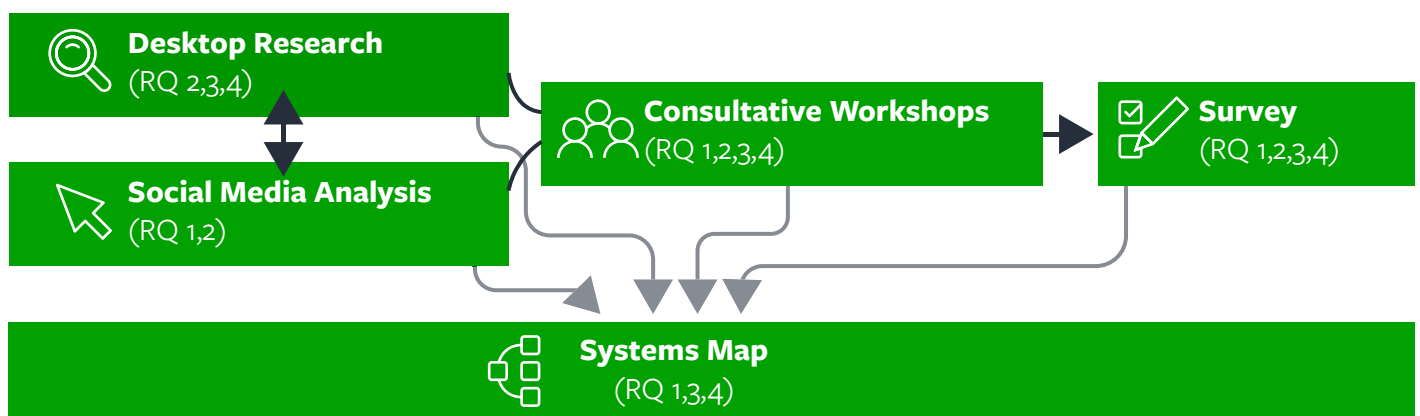 Desktop Research
(RQ 2,3,4)
Social Media Analysis
(RQ 1,2)
Consultative Workshops
(RQ 1,2,3,4)
Survey
(RQ 1,2,3,4)
Systems Map
(RQ 1,3,4)